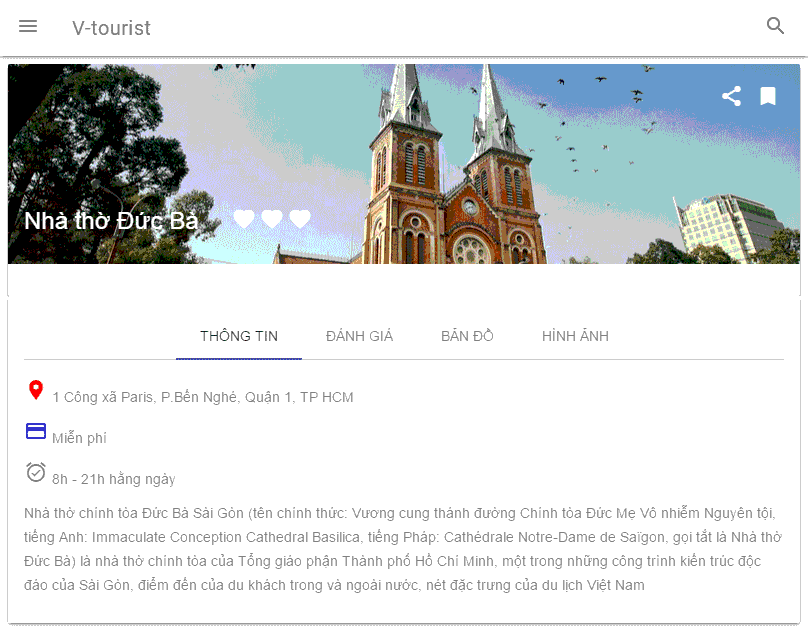 V-tourist
Nhà thờ Đức Bà
THÔNG TIN ĐÁNH GIÁ BẢN ĐỒ HÌNH ẢNH
1 Công xã Paris, P.Bến Nghé, Quận 1, TP HCM
Miễn phí
8h - 21h hằng ngày
Nhà thờ chính tòa Đức Bà Sài Gòn (tên chính thức: Vương cung thánh đường Chính tòa Đức Mẹ Vô nhiễm Nguyên tội,
tiếng Anh: Immaculate Conception Cathedral Basilica, tiếng Pháp: Cathédrale Notre-Dame de Saïgon, gọi tắt là Nhà thờ
Đức Bà) là nhà thờ chính tòa của Tổng giáo phận Thành phố Hồ Chí Minh, một trong những công trình kiến trúc độc
đáo của Sài Gòn, điểm đến của du khách trong và ngoài nước, nét đặc trưng của du lịch Việt Nam